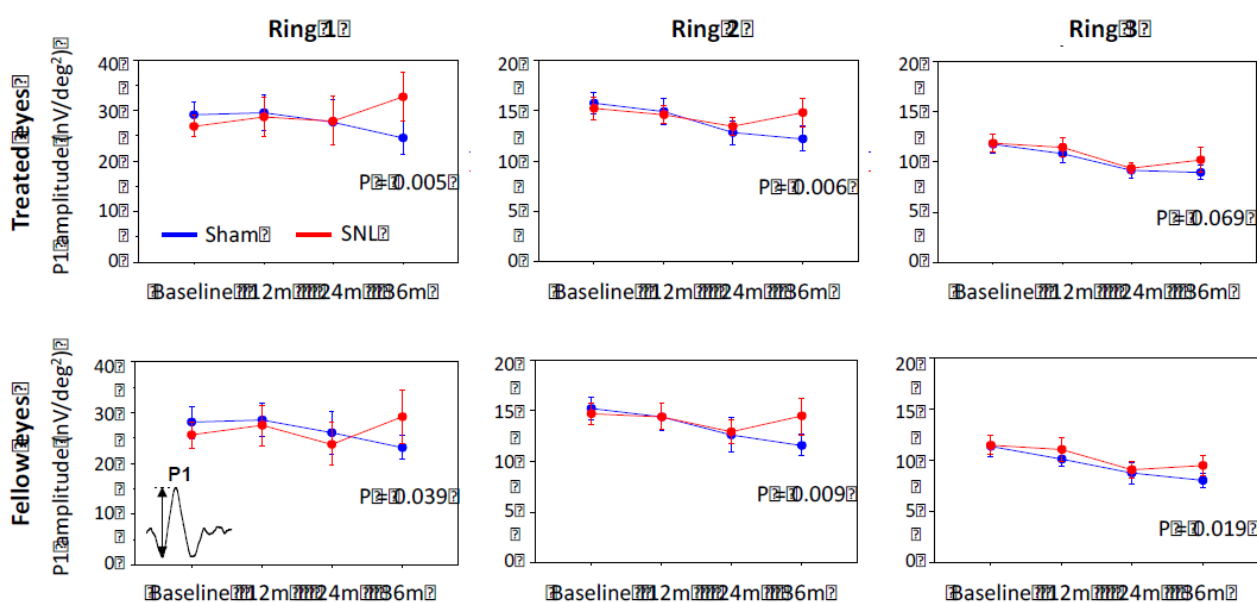 Ring 1
Ring 2
Ring 3
Treated eyes
P1 amplitude (nV/deg²)
40
30
20
10
0
P = 0.005
Sham
SNL
Baseline 12m 24m 36m
20
15
10
5
0
P = 0.006
Baseline 12m 24m 36m
20
15
10
5
0
P = 0.069
Baseline 12m 24m 36m
Fellow eyes
P1 amplitude (nV/deg²)
40
30
20
10
0
P1
P = 0.039
Baseline 12m 24m 36m
20
15
10
5
0
P = 0.009
Baseline 12m 24m 36m
20
15
10
5
0
P = 0.019
Baseline 12m 24m 36m